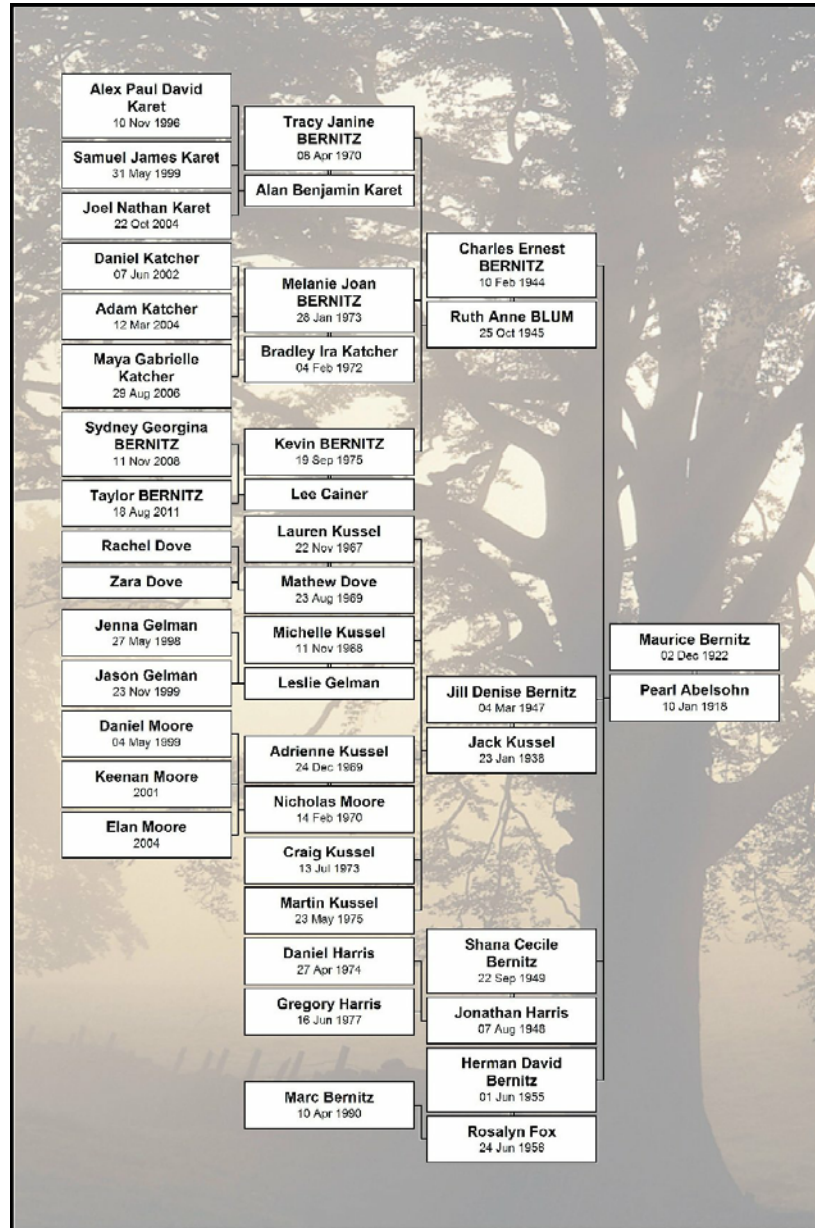 Alex Paul David
Karet
10 Nov 1996
Samuel James Karet
31 May 1999
Joel Nathan Karet
22 Oct 2004
Daniel Katcher
07 Jun 2002
Adam Katcher
12 Mar 2004
Maya Gabrielle
Katcher
29 Aug 2006
Sydney Georgina
BERNITZ
11 Nov 2008
Taylor BERNITZ
18 Aug 2011
Rachel Dove
Zara Dove
Jenna Gelman
27 May 1998
Jason Gelman
23 Nov 1999
Daniel Moore
04 May 1999
Keenan Moore
2001
Elan Moore
2004
Tracy Janine
BERNITZ
08 Apr 1970
Alan Benjamin Karet
Melanie Joan
BERNITZ
28 Jan 1973
Bradley Ira Katcher
04 Feb 1972
Kevin BERNITZ
19 Sep 1975
Lee Cainer
Lauren Kussel
22 Nov 1967
Mathew Dove
23 Aug 1969
Michelle Kussel
11 Nov 1968
Leslie Gelman
Adrienne Kussel
24 Dec 1969
Nicholas Moore
14 Feb 1970
Craig Kussel
13 Jul 1973
Martin Kussel
23 May 1975
Daniel Harris
27 Apr 1974
Gregory Harris
16 Jun 1977
Marc Bernitz
10 Apr 1990
Charles Ernest
BERNITZ
10 Feb 1944
Ruth Anne BLUM
25 Oct 1945
Jill Denise Bernitz
04 Mar 1947
Jack Kussel
23 Jan 1938
Shana Cecile
Bernitz
22 Sep 1949
Jonathan Harris
07 Aug 1948
Herman David
Bernitz
01 Jun 1955
Rosalyn Fox
24 Jun 1956
Maurice Bernitz
02 Dec 1922
Pearl Abelsohn
10 Jan 1918